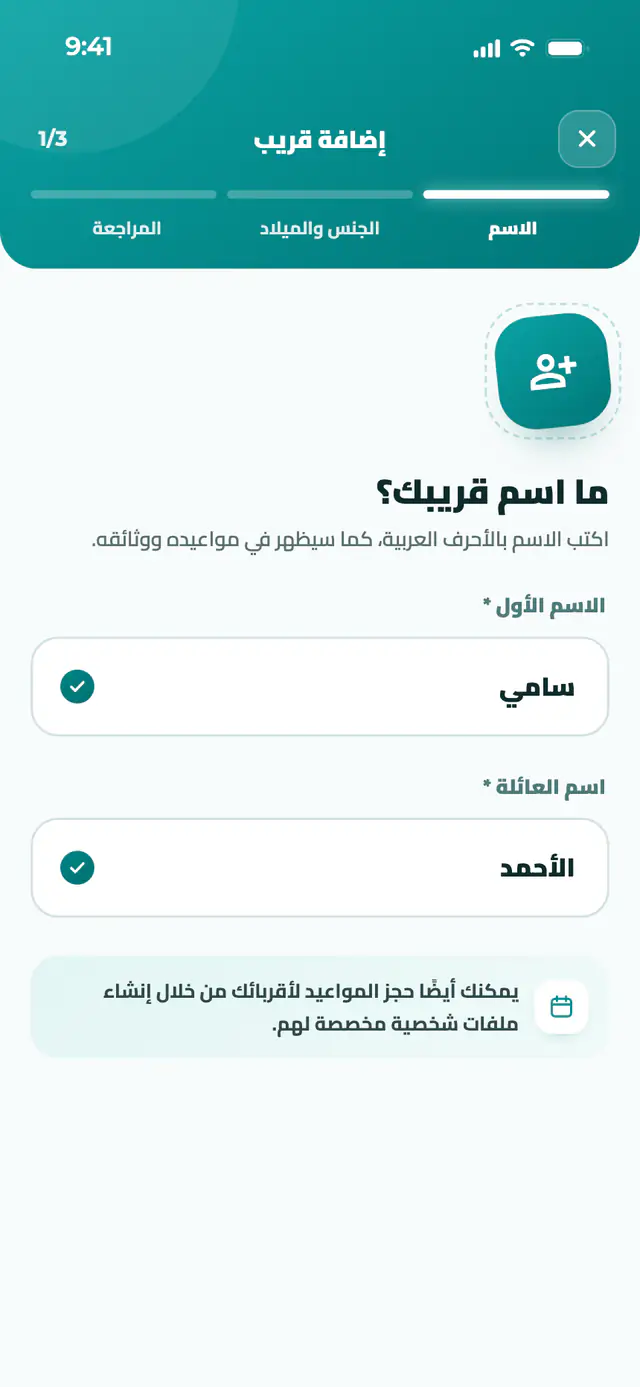 9:41
إضافة قريب
1/3
الاسم
الجنس والميلاد
المراجعة
ما اسم قريبك؟
اكتب الاسم بالأحرف العربية، كما سيظهر في مواعيده ووثائقه.
الاسم الأول *
سامي
اسم العائلة *
الأحمد
يمكنك أيضًا حجز المواعيد لأقربائك من خلال إنشاء
ملفات شخصية مخصصة لهم.